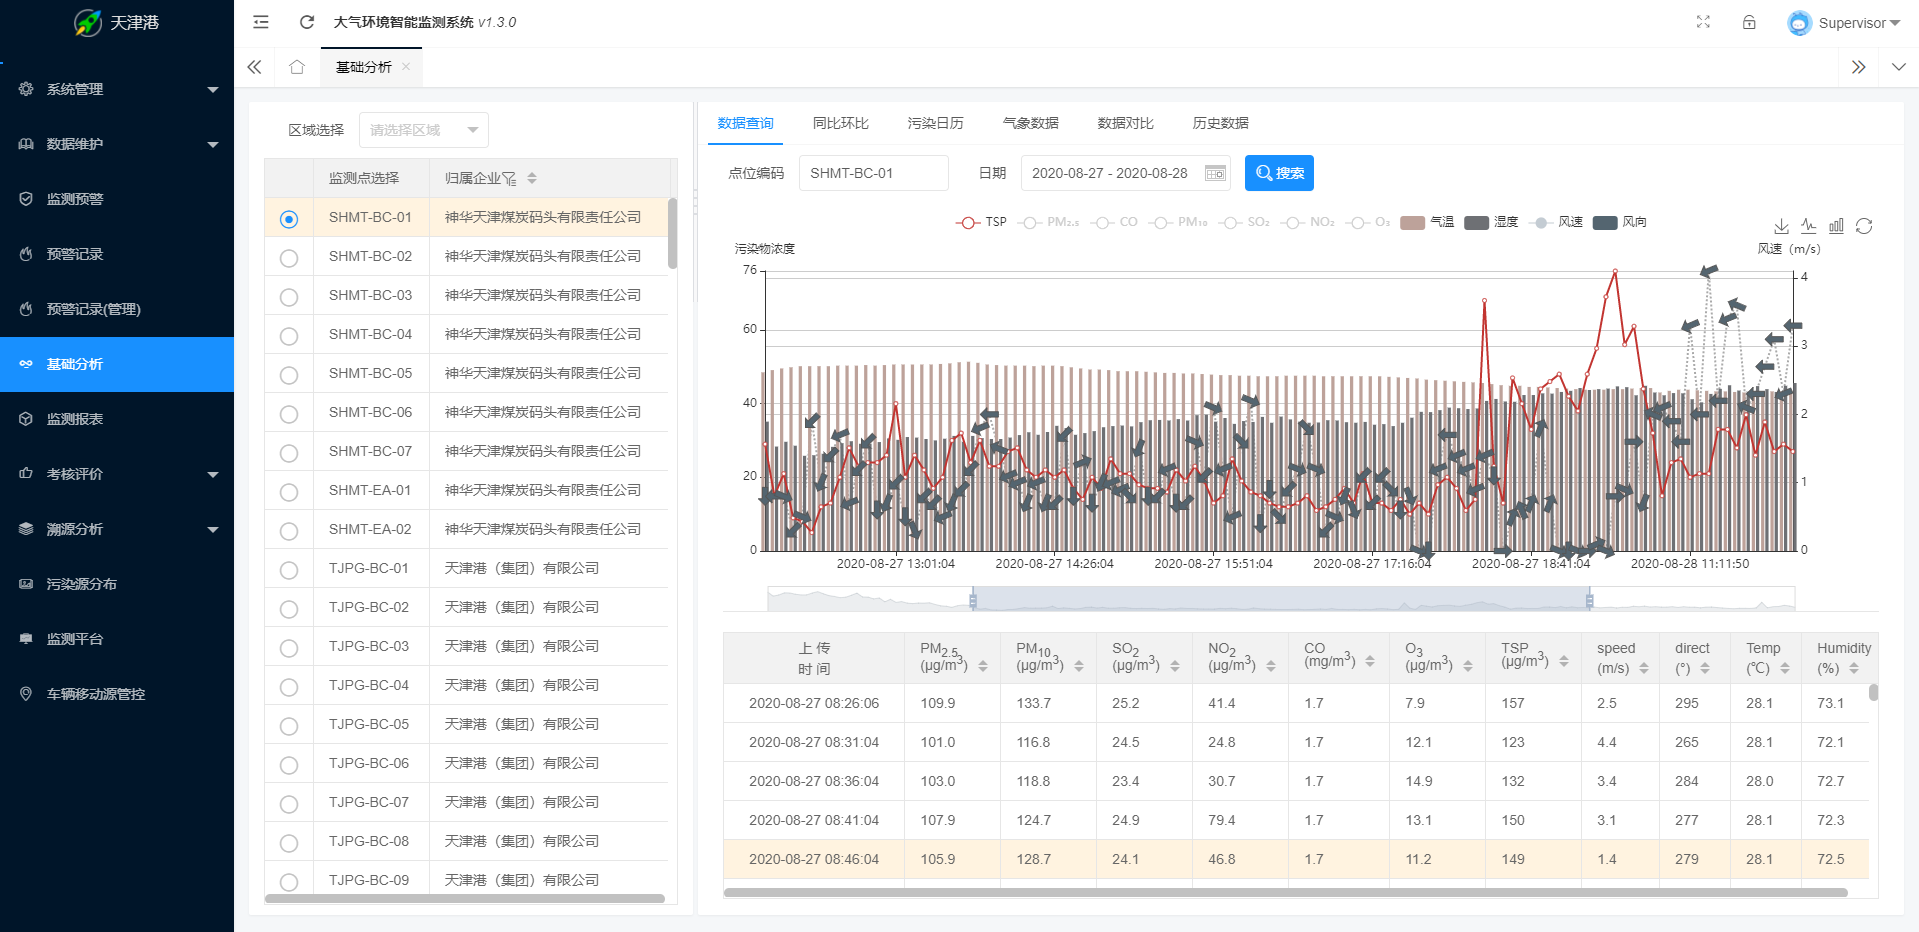 天津港
大气环境智能监测系统 v1.3.0
Supervisor
基础分析
系统管理
数据维护
监测预警
预警记录
预警记录(管理)
基础分析
监测报表
考核评价
溯源分析
污染源分布
监测平台
车辆移动源管控
区域选择 请选择区域
监测点选择 归属企业
SHMT-BC-01 神华天津煤炭码头有限责任公司
SHMT-BC-02 神华天津煤炭码头有限责任公司
SHMT-BC-03 神华天津煤炭码头有限责任公司
SHMT-BC-04 神华天津煤炭码头有限责任公司
SHMT-BC-05 神华天津煤炭码头有限责任公司
SHMT-BC-06 神华天津煤炭码头有限责任公司
SHMT-BC-07 神华天津煤炭码头有限责任公司
SHMT-EA-01 神华天津煤炭码头有限责任公司
SHMT-EA-02 神华天津煤炭码头有限责任公司
TJPG-BC-01 天津港（集团）有限公司
TJPG-BC-02 天津港（集团）有限公司
TJPG-BC-03 天津港（集团）有限公司
TJPG-BC-04 天津港（集团）有限公司
TJPG-BC-05 天津港（集团）有限公司
TJPG-BC-06 天津港（集团）有限公司
TJPG-BC-07 天津港（集团）有限公司
TJPG-BC-08 天津港（集团）有限公司
TJPG-BC-09 天津港（集团）有限公司
数据查询 同比环比 污染日历 气象数据 数据对比 历史数据
点位编码 SHMT-BC-01 日期 2020-08-27 - 2020-08-28 搜索
TSP PM₂.₅ CO PM₁₀ SO₂ NO₂ O₃ 气温 湿度 风速 风向
污染物浓度 风速（m/s）
76 4
60
3
40
2
20
1
0 0
2020-08-27 13:01:04 2020-08-27 14:26:04 2020-08-27 15:51:04 2020-08-27 17:16:04 2020-08-27 18:41:04 2020-08-28 11:11:50
上 传 PM2.5 PM10 SO2 NO2 CO O3 TSP speed direct Temp Humidity
时 间 (μg/m³) (μg/m³) (μg/m³) (μg/m³) (mg/m³) (μg/m³) (μg/m³) (m/s) (°) (℃) (%)
2020-08-27 08:26:06 109.9 133.7 25.2 41.4 1.7 7.9 157 2.5 295 28.1 73.1
2020-08-27 08:31:04 101.0 116.8 24.5 24.8 1.7 12.1 123 4.4 265 28.1 72.1
2020-08-27 08:36:04 103.0 118.8 23.4 30.7 1.7 14.9 132 3.4 284 28.0 72.7
2020-08-27 08:41:04 107.9 124.7 24.9 79.4 1.7 13.1 150 3.1 277 28.1 72.3
2020-08-27 08:46:04 105.9 128.7 24.1 46.8 1.7 11.2 149 1.4 279 28.1 72.5